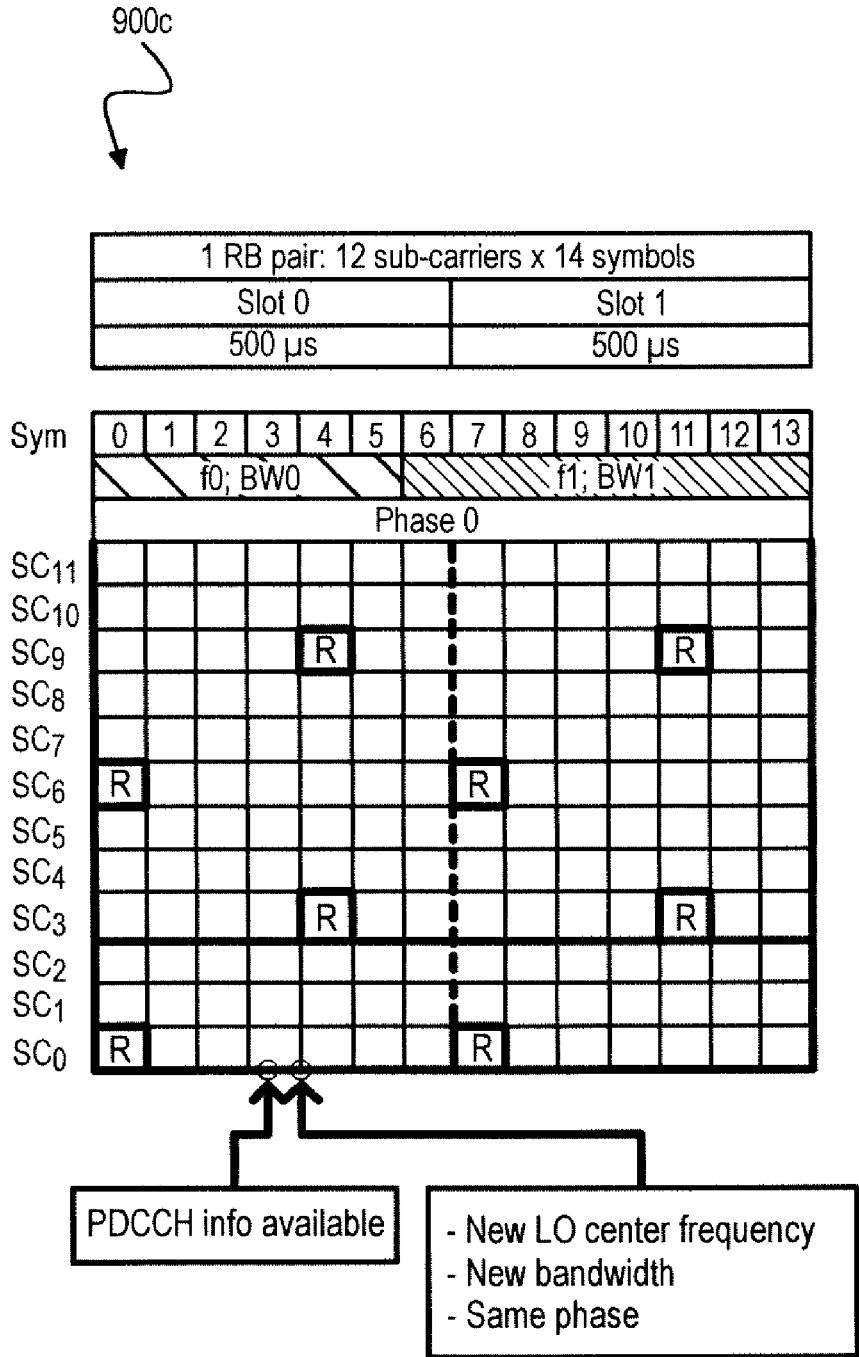 900c
1 RB pair: 12 sub-carriers x 14 symbols
Slot 0 Slot 1
500 µs 500 µs
Sym 0 1 2 3 4 5 6 7 8 9 10 11 12 13
f0; BW0 f1; BW1
Phase 0
SC11
SC10
SC9 R R
SC8
SC7
SC6 R R
SC5
SC4
SC3 R R
SC2
SC1
SC0 R R
PDCCH info available
- New LO center frequency
- New bandwidth
- Same phase